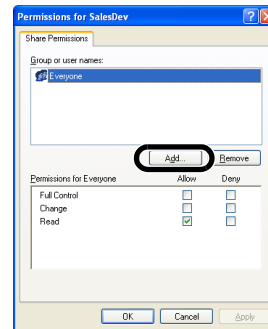 Permissions for SalesDev
Share Permissions
Group or user names:
Everyone
Add... Remove
Permissions for Everyone Allow Deny
Full Control
Change
Read
OK Cancel Apply